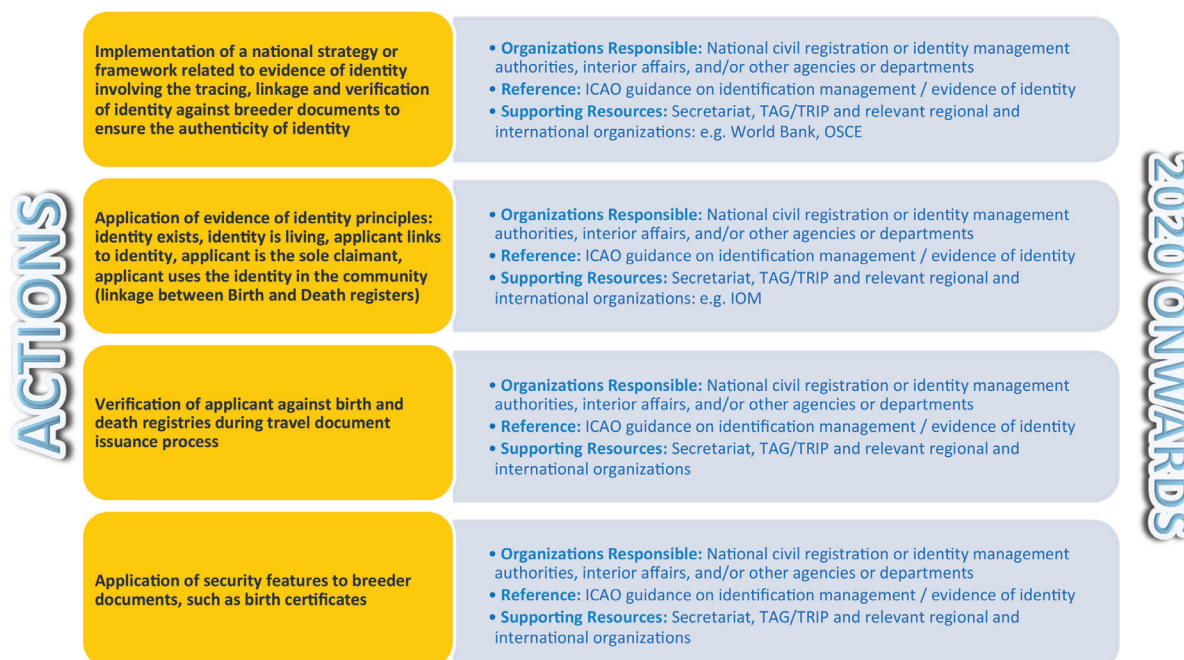 ACTIONS
Implementation of a national strategy or
framework related to evidence of identity
involving the tracing, linkage and verification
of identity against breeder documents to
ensure the authenticity of identity
• Organizations Responsible: National civil registration or identity management
authorities, interior affairs, and/or other agencies or departments
• Reference: ICAO guidance on identification management / evidence of identity
• Supporting Resources: Secretariat, TAG/TRIP and relevant regional and
international organizations: e.g. World Bank, OSCE
Application of evidence of identity principles:
identity exists, identity is living, applicant links
to identity, applicant is the sole claimant,
applicant uses the identity in the community
(linkage between Birth and Death registers)
• Organizations Responsible: National civil registration or identity management
authorities, interior affairs, and/or other agencies or departments
• Reference: ICAO guidance on identification management / evidence of identity
• Supporting Resources: Secretariat, TAG/TRIP and relevant regional and
international organizations: e.g. IOM
Verification of applicant against birth and
death registries during travel document
issuance process
• Organizations Responsible: National civil registration or identity management
authorities, interior affairs, and/or other agencies or departments
• Reference: ICAO guidance on identification management / evidence of identity
• Supporting Resources: Secretariat, TAG/TRIP and relevant regional and
international organizations
Application of security features to breeder
documents, such as birth certificates
• Organizations Responsible: National civil registration or identity management
authorities, interior affairs, and/or other agencies or departments
• Reference: ICAO guidance on identification management / evidence of identity
• Supporting Resources: Secretariat, TAG/TRIP and relevant regional and
international organizations
2020 ONWARDS